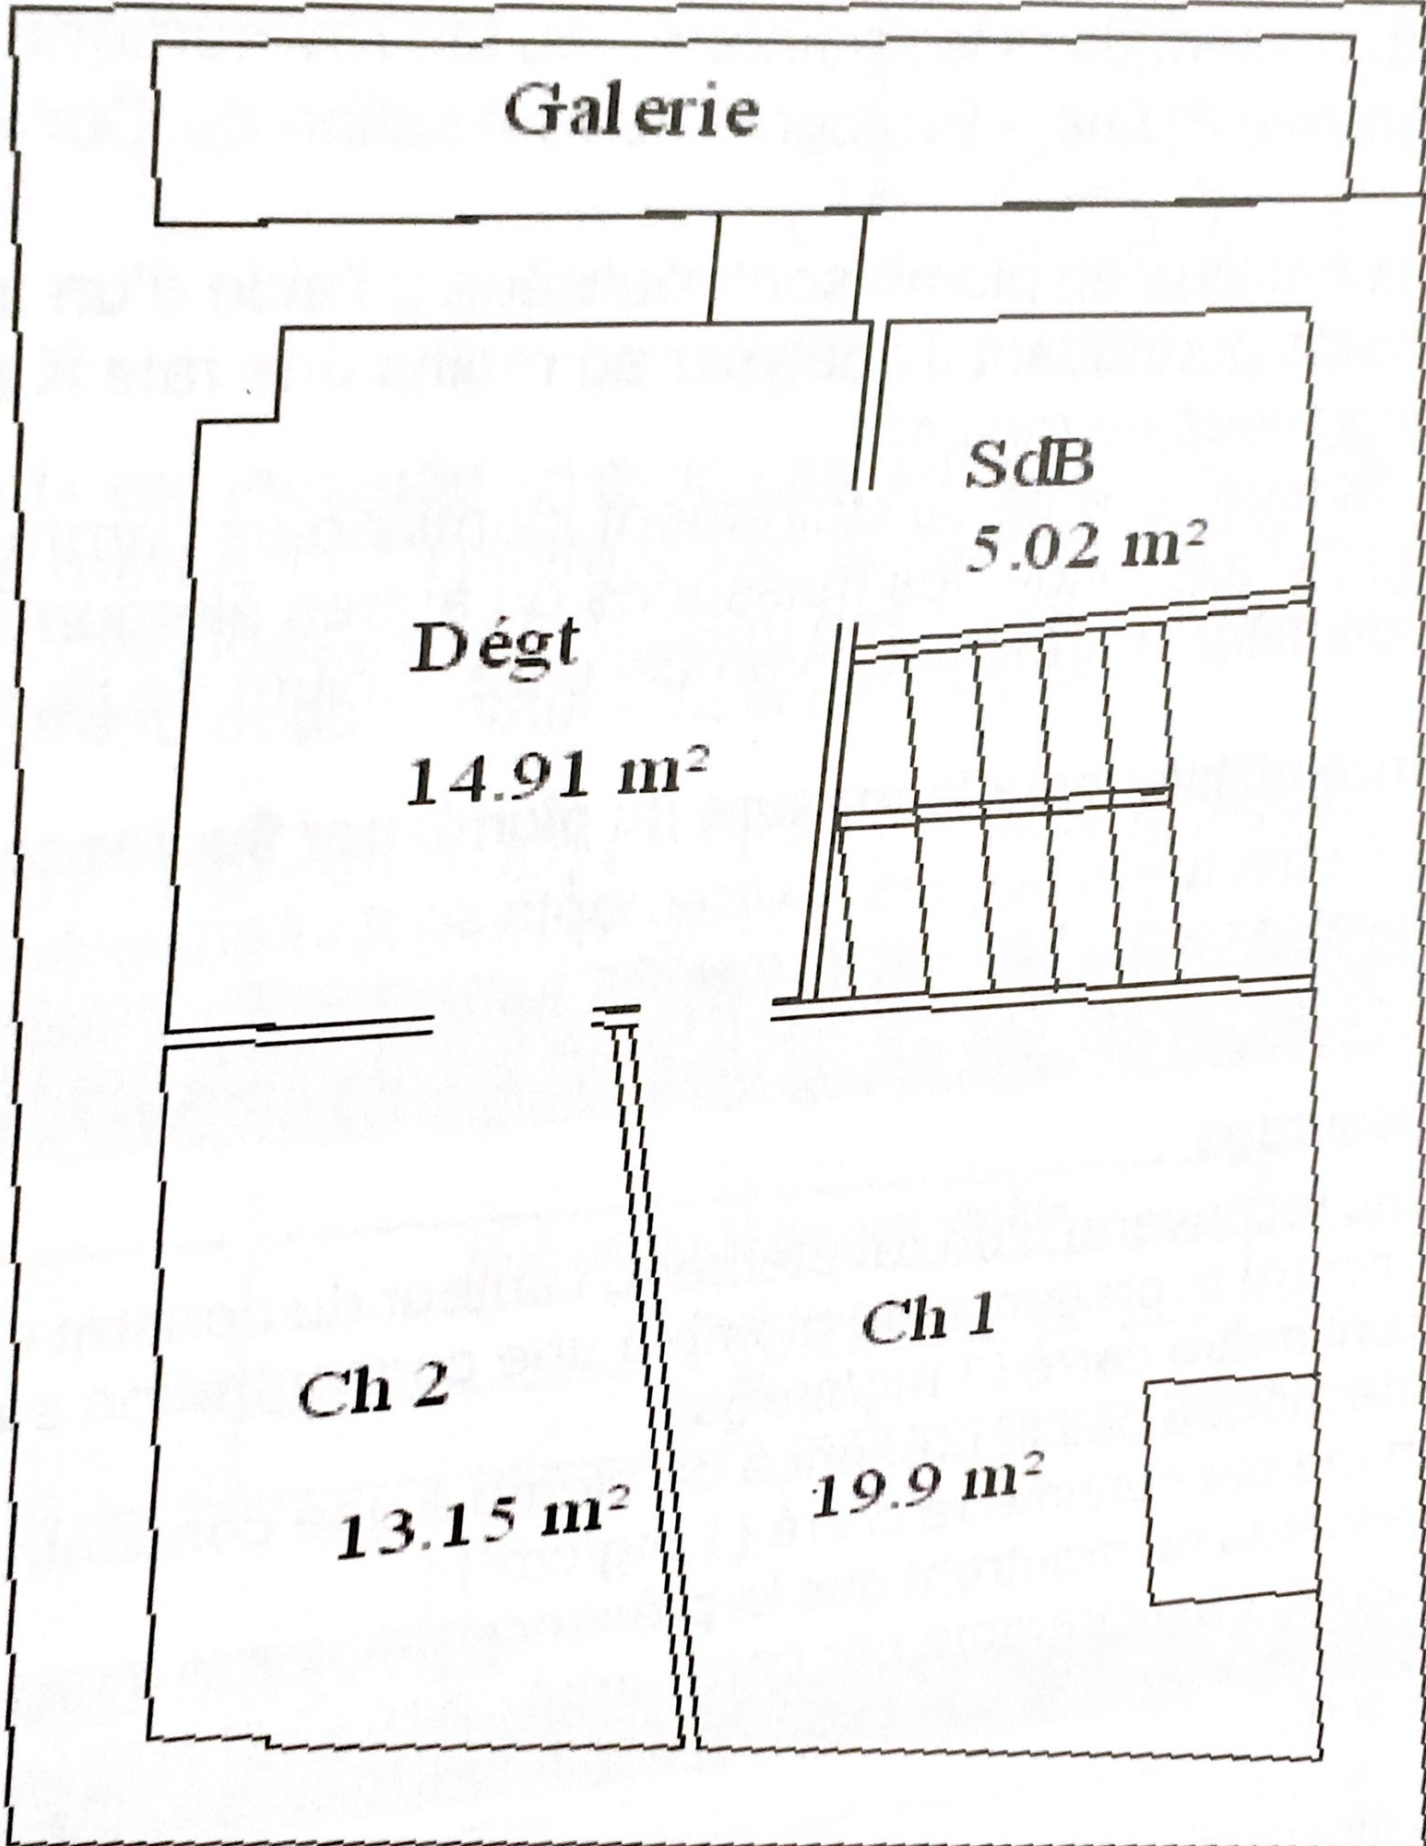 Galerie
SdB
5.02 m²
Dégt
14.91 m²
Ch 1
19.9 m²
Ch 2
13.15 m²